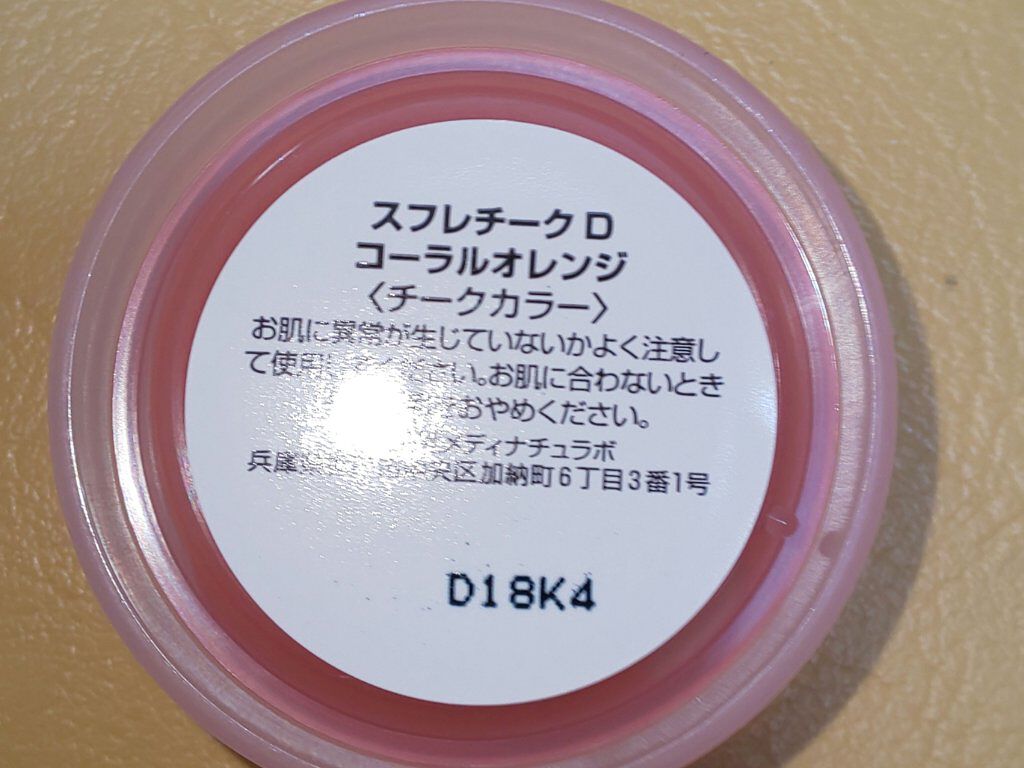 スフレチーク D
コーラルオレンジ
〈チークカラー〉
お肌に異常が生じていないかよく注意し
て使用 ください。お肌に合わないとき
おやめください。
メディナチュラボ
兵庫 中央区加納町6丁目3番1号
D18K4